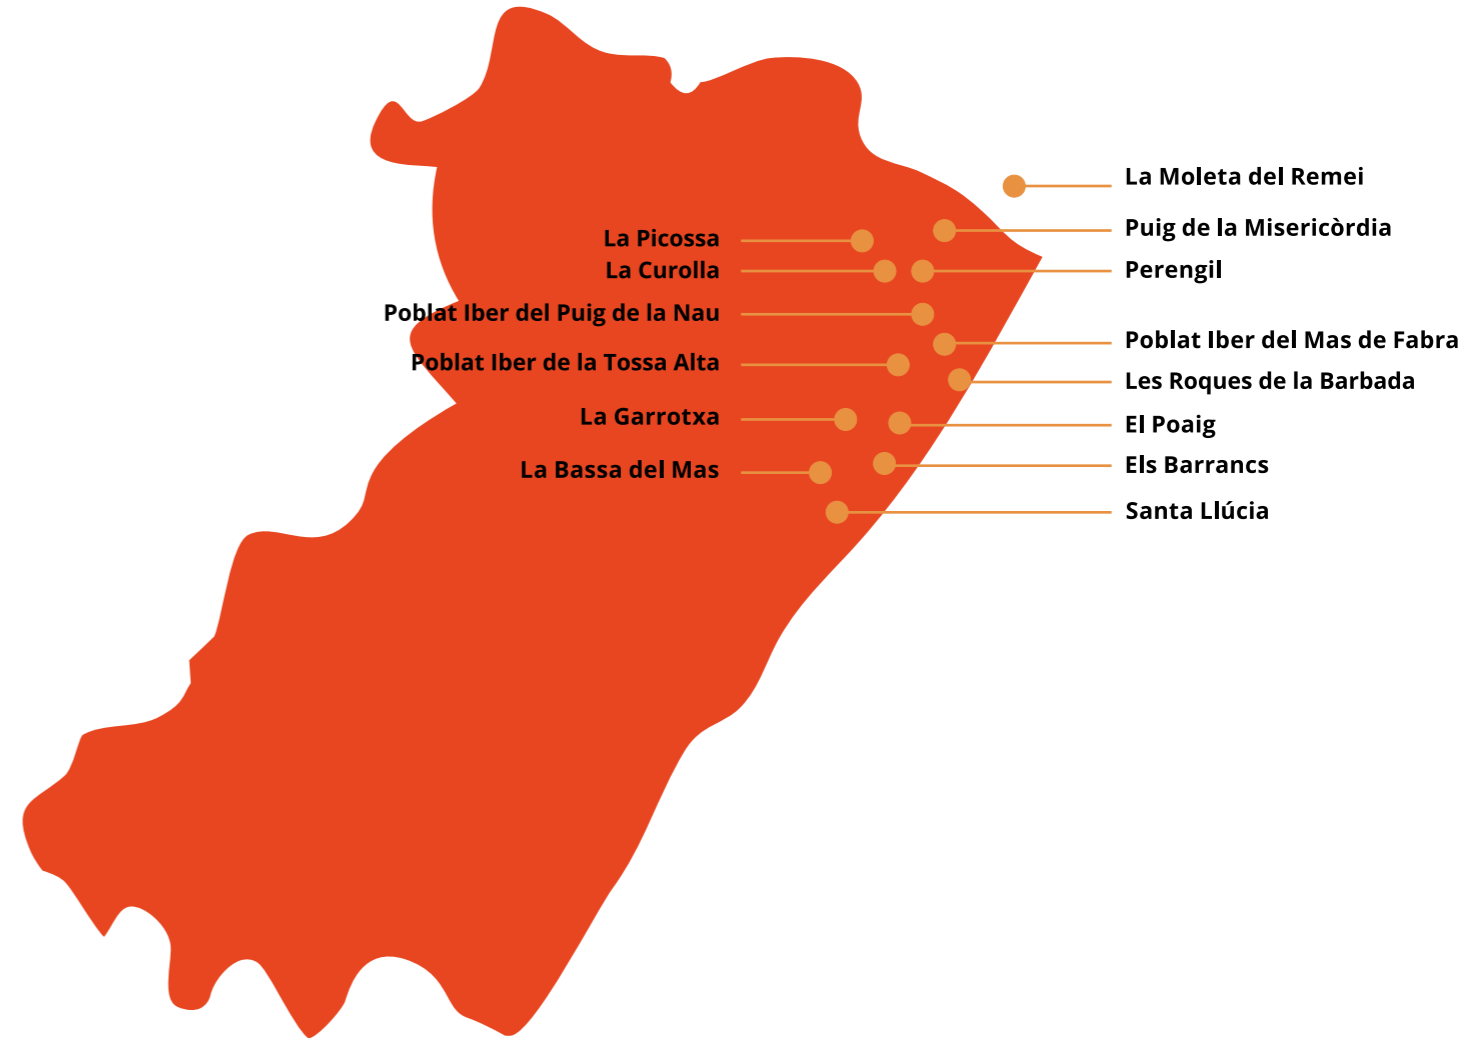 La Picossa
La Curolla
Poblat Iber del Puig de la Nau
Poblat Iber de la Tossa Alta
La Garrotxa
La Bassa del Mas
La Moleta del Remei
Puig de la Misericòrdia
Perengil
Poblat Iber del Mas de Fabra
Les Roques de la Barbada
El Poaig
Els Barrancs
Santa Llúcia